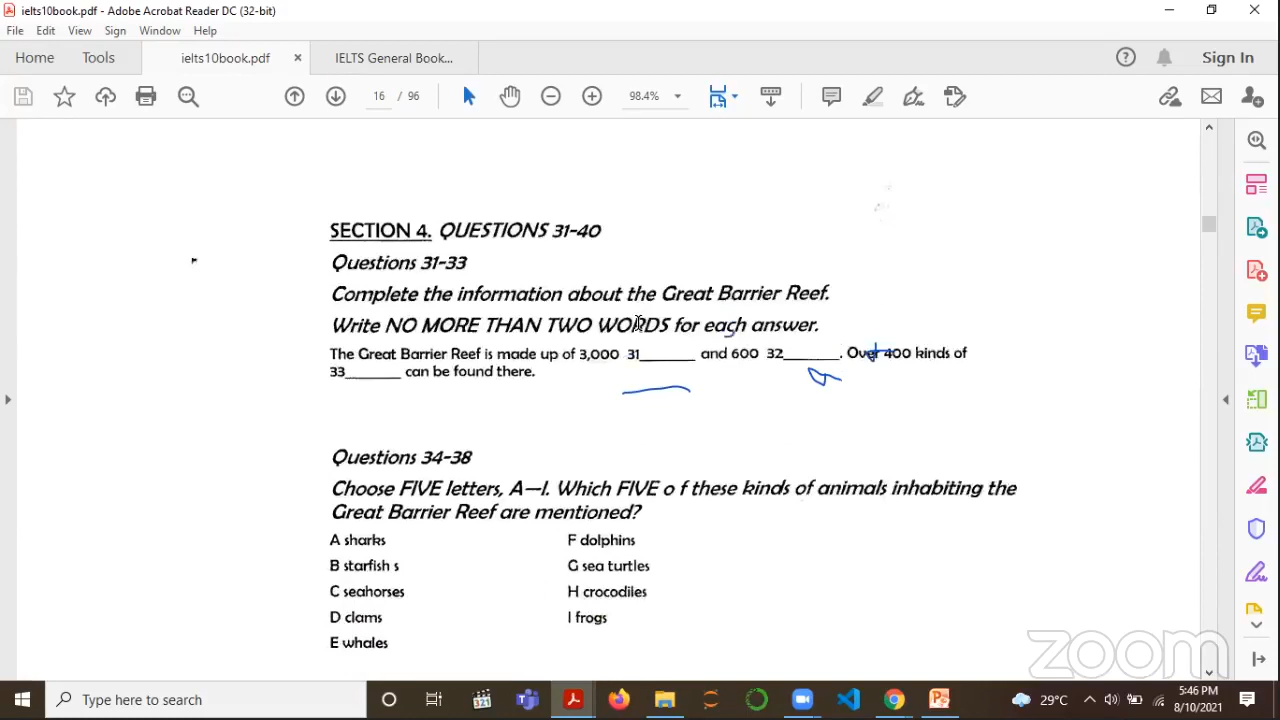 ielts10book.pdf - Adobe Acrobat Reader DC (32-bit)
File Edit View Sign Window Help
Home Tools ielts10book.pdf × IELTS General Book... Sign In
16 / 96 98.4%
SECTION 4. QUESTIONS 31-40
Questions 31-33
Complete the information about the Great Barrier Reef.
Write NO MORE THAN TWO WORDS for each answer.
The Great Barrier Reef is made up of 3,000 31_______ and 600 32_______. Over 400 kinds of
33_______ can be found there.
Questions 34-38
Choose FIVE letters, A—l. Which FIVE o f these kinds of animals inhabiting the
Great Barrier Reef are mentioned?
A sharks F dolphins
B starfish s G sea turtles
C seahorses H crocodiles
D clams I frogs
E whales
zoom
Type here to search
29°C
5:46 PM
8/10/2021